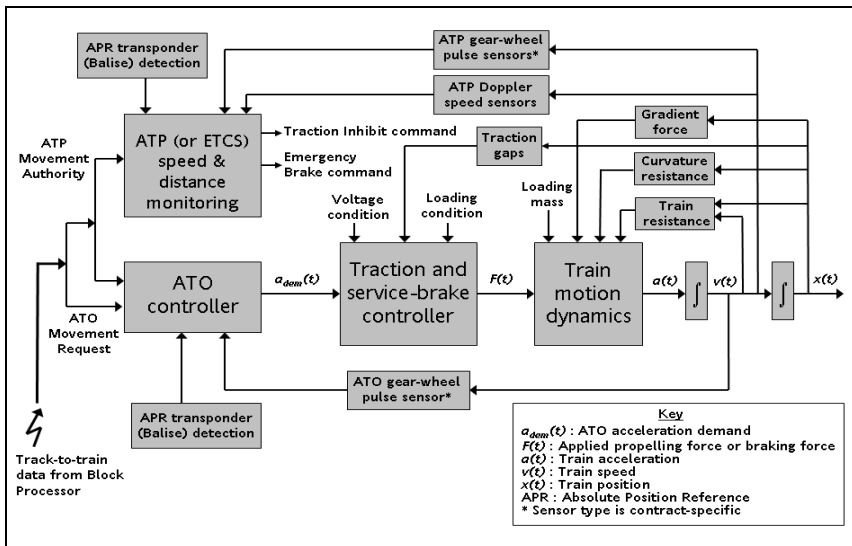 ATP gear-wheel
pulse sensors*
APR transponder
(Balise) detection
ATP Doppler
speed sensors
Gradient
force
ATP
Movement
Authority
ATP (or ETCS)
speed &
distance
monitoring
Traction Inhibit command
Emergency
Brake command
Traction
gaps
Curvature
resistance
Voltage
condition
Loading
condition
Loading
mass
Train
resistance
ATO
controller
a_dem(t)
Traction and
service-brake
controller
F(t)
Train
motion
dynamics
a(t)
∫
v(t)
∫
x(t)
ATO
Movement
Request
ATO gear-wheel
pulse sensor*
APR transponder
(Balise) detection
Track-to-train
data from Block
Processor
Key
a_dem(t) : ATO acceleration demand
F(t) : Applied propelling force or braking force
a(t) : Train acceleration
v(t) : Train speed
x(t) : Train position
APR : Absolute Position Reference
* Sensor type is contract-specific